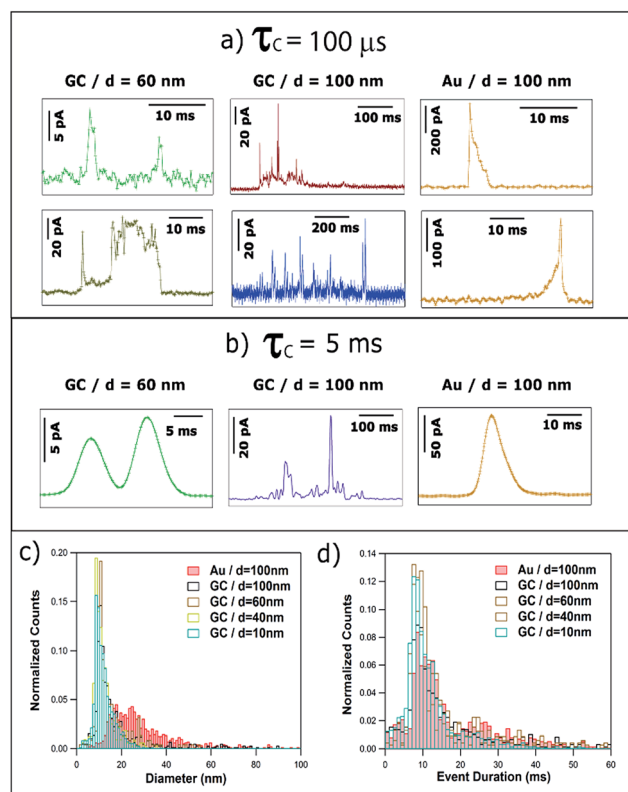 a) τc = 100 μs
GC / d = 60 nm
GC / d = 100 nm
Au / d = 100 nm
5 pA
10 ms
20 pA
100 ms
200 pA
10 ms
20 pA
10 ms
20 pA
200 ms
100 pA
10 ms
b) τc = 5 ms
GC / d = 60 nm
GC / d = 100 nm
Au / d = 100 nm
5 pA
5 ms
20 pA
100 ms
50 pA
10 ms
c)
0.20
0.15
0.10
0.05
0.00
Normalized Counts
Au / d=100nm
GC / d=100nm
GC / d=60nm
GC / d=40nm
GC / d=10nm
0
20
40
60
80
100
Diameter (nm)
d)
0.14
0.12
0.10
0.08
0.06
0.04
0.02
0.00
Normalized Counts
Au / d=100nm
GC / d=100nm
GC / d=60nm
GC / d=40nm
GC / d=10nm
0
10
20
30
40
50
60
Event Duration (ms)